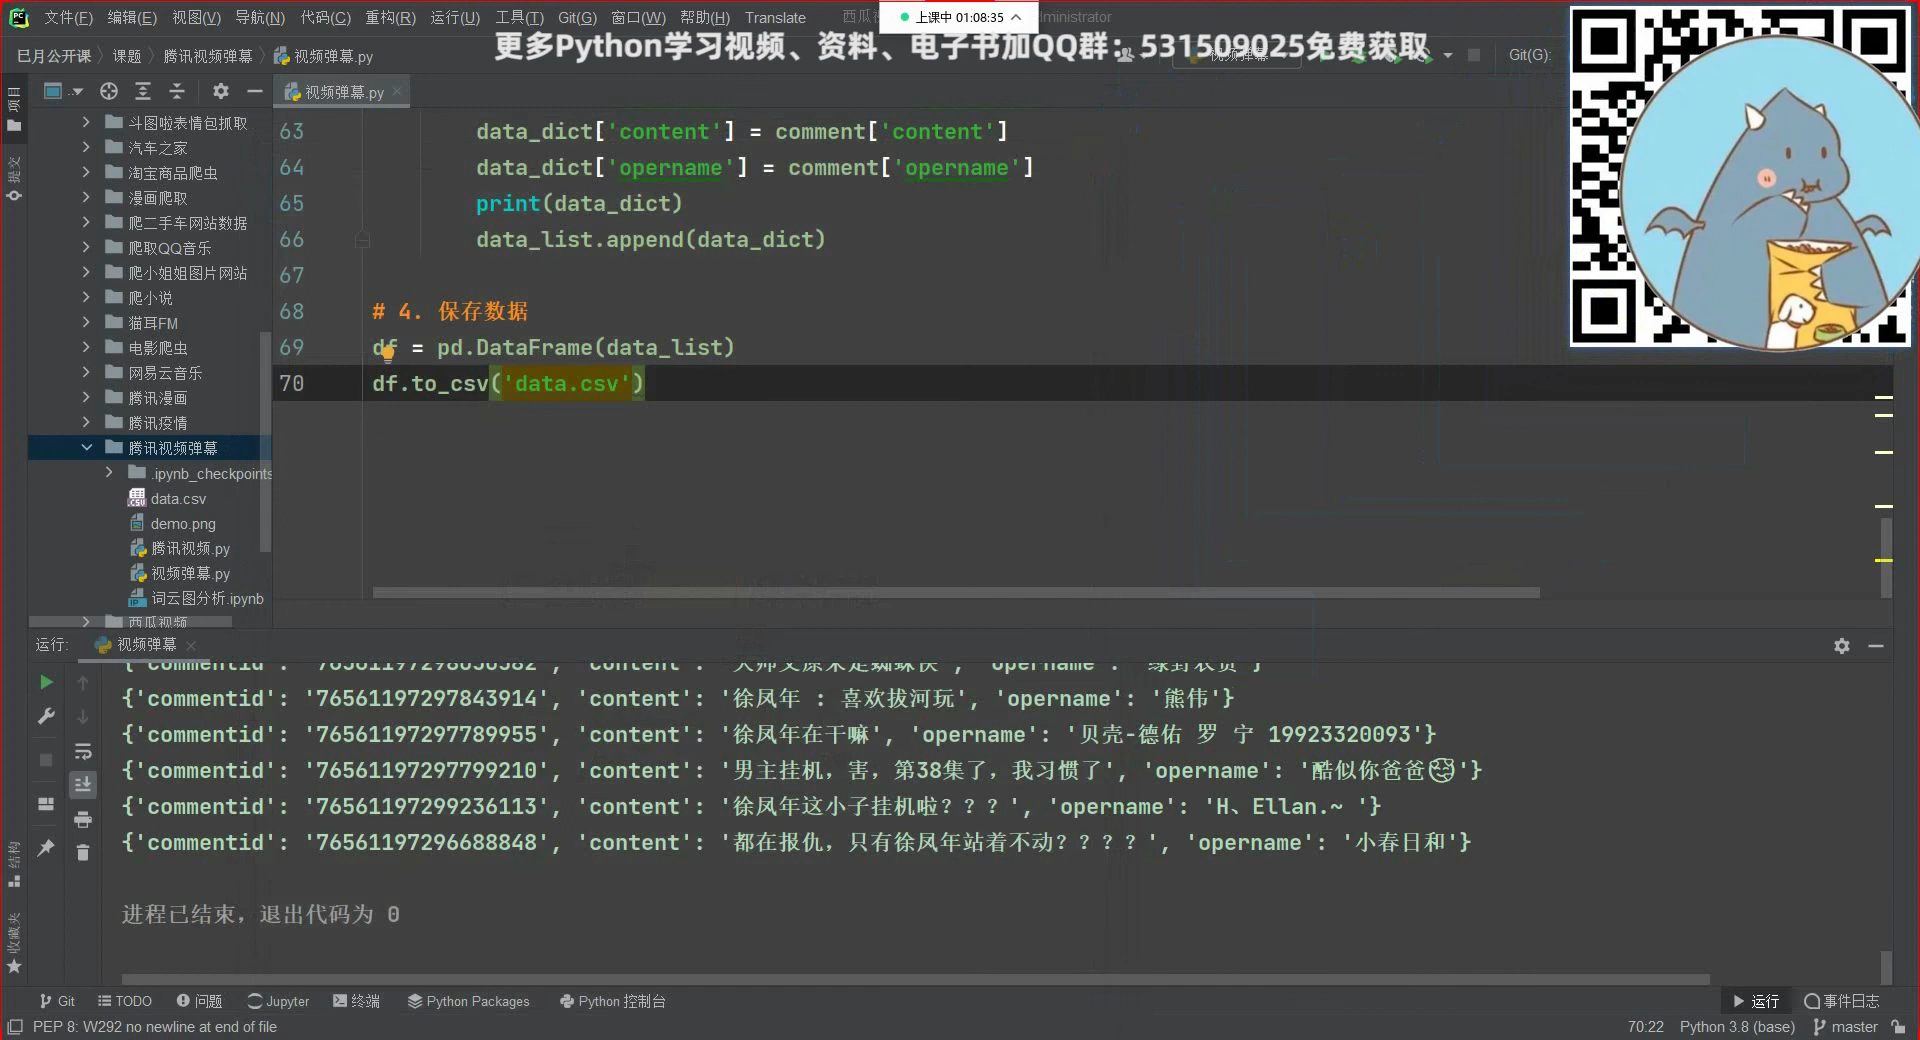 文件(F) 编辑(E) 视图(V) 导航(N) 代码(C) 重构(R) 运行(U) 工具(T) Git(G) 窗口(W) 帮助(H) Translate
上课中 01:08:35
更多Python学习视频、资料、电子书加QQ群：531509025免费获取
巳月公开课 课题 腾讯视频弹幕 视频弹幕.py
Git(G):
视频弹幕.py
项目
提交
斗图啦表情包抓取
汽车之家
淘宝商品爬虫
漫画爬取
爬二手车网站数据
爬取QQ音乐
爬小姐姐图片网站
爬小说
猫耳FM
电影爬虫
网易云音乐
腾讯漫画
腾讯疫情
腾讯视频弹幕
.ipynb_checkpoints
data.csv
demo.png
腾讯视频.py
视频弹幕.py
词云图分析.ipynb
西瓜视频
63 data_dict['content'] = comment['content']
64 data_dict['opername'] = comment['opername']
65 print(data_dict)
66 data_list.append(data_dict)
67
68 # 4. 保存数据
69 df = pd.DataFrame(data_list)
70 df.to_csv('data.csv')
运行: 视频弹幕
{'commentid': '76561197297843914', 'content': '徐凤年 : 喜欢拔河玩', 'opername': '熊伟'}
{'commentid': '76561197297789955', 'content': '徐凤年在干嘛', 'opername': '贝壳-德佑 罗 宁 19923320093'}
{'commentid': '76561197297799210', 'content': '男主挂机，害，第38集了，我习惯了', 'opername': '酷似你爸爸😏'}
{'commentid': '76561197299236113', 'content': '徐凤年这小子挂机啦？？？', 'opername': 'H、Ellan.~ '}
{'commentid': '76561197296688848', 'content': '都在报仇，只有徐凤年站着不动？？？？', 'opername': '小春日和'}
进程已结束，退出代码为 0
结构
收藏夹
Git TODO 问题 Jupyter 终端 Python Packages Python 控制台 运行 事件日志
PEP 8: W292 no newline at end of file 70:22 Python 3.8 (base) master